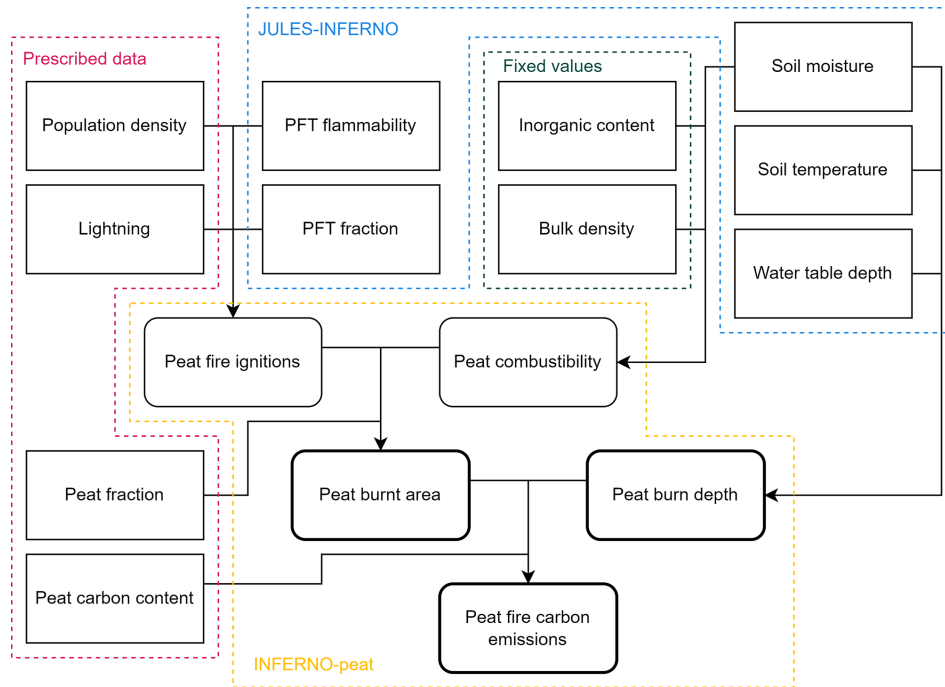 JULES-INFERNO
Prescribed data
Fixed values
Soil moisture
Population density
PFT flammability
Inorganic content
Soil temperature
Lightning
PFT fraction
Bulk density
Water table depth
Peat fire ignitions
Peat combustibility
Peat fraction
Peat burnt area
Peat burn depth
Peat carbon content
Peat fire carbon
emissions
INFERNO-peat